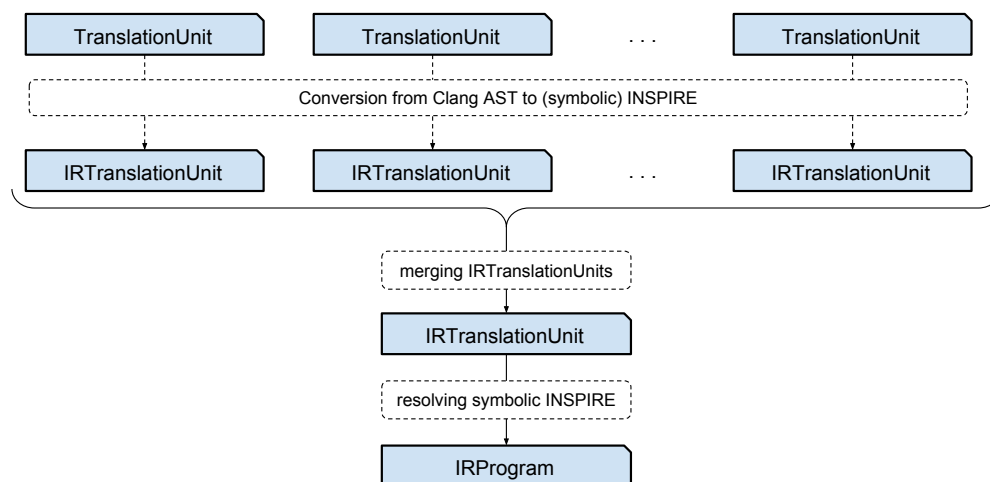 TranslationUnit TranslationUnit . . . TranslationUnit
Conversion from Clang AST to (symbolic) INSPIRE
IRTranslationUnit IRTranslationUnit . . . IRTranslationUnit
merging IRTranslationUnits
IRTranslationUnit
resolving symbolic INSPIRE
IRProgram